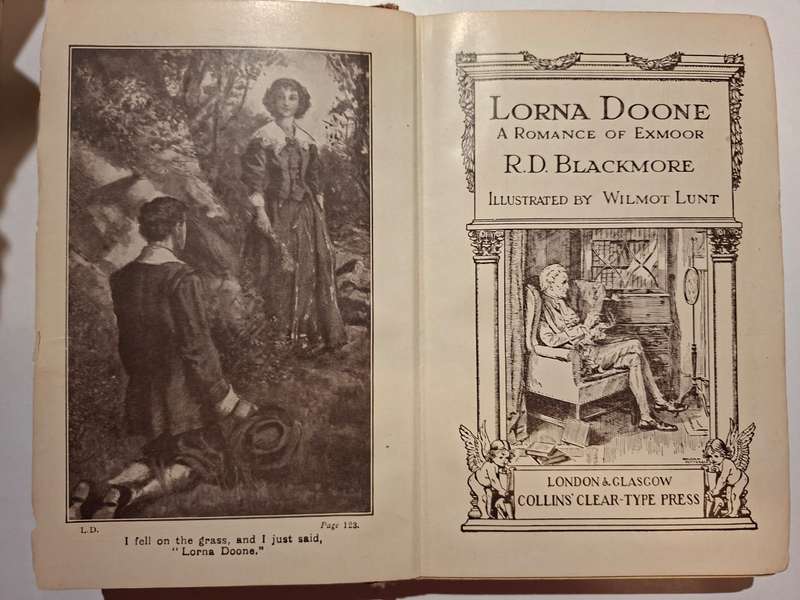 L.D.
Page 123.
I fell on the grass, and I just said,
"Lorna Doone."
LORNA DOONE
A ROMANCE OF EXMOOR
R.D. BLACKMORE
ILLUSTRATED BY WILMOT LUNT
LONDON & GLASGOW
COLLINS' CLEAR-TYPE PRESS